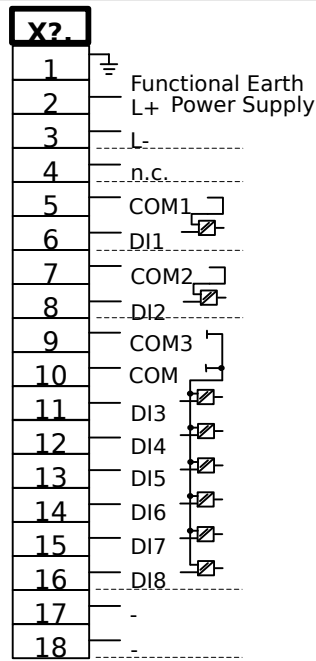 X?.
1
Functional Earth
2 L+ Power Supply
3 L-
4 n.c.
5 COM1
6 DI1
7 COM2
8 DI2
9 COM3
10 COM
11 DI3
12 DI4
13 DI5
14 DI6
15 DI7
16 DI8
17 -
18 -